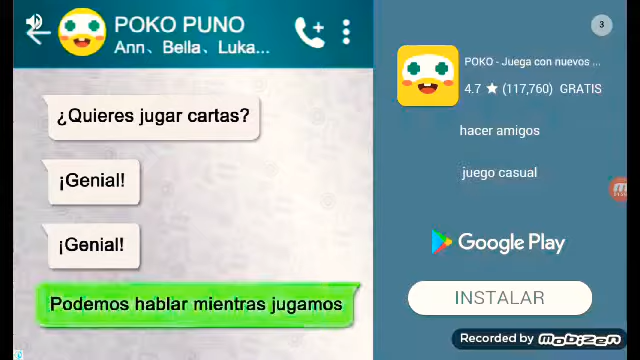 POKO PUNO
Ann、Bella、Luka...
¿Quieres jugar cartas?
¡Genial!
¡Genial!
Podemos hablar mientras jugamos
3
POKO - Juega con nuevos ...
4.7 ★ (117,760) GRATIS
hacer amigos
juego casual
Google Play
INSTALAR
Recorded by MOBIZEN